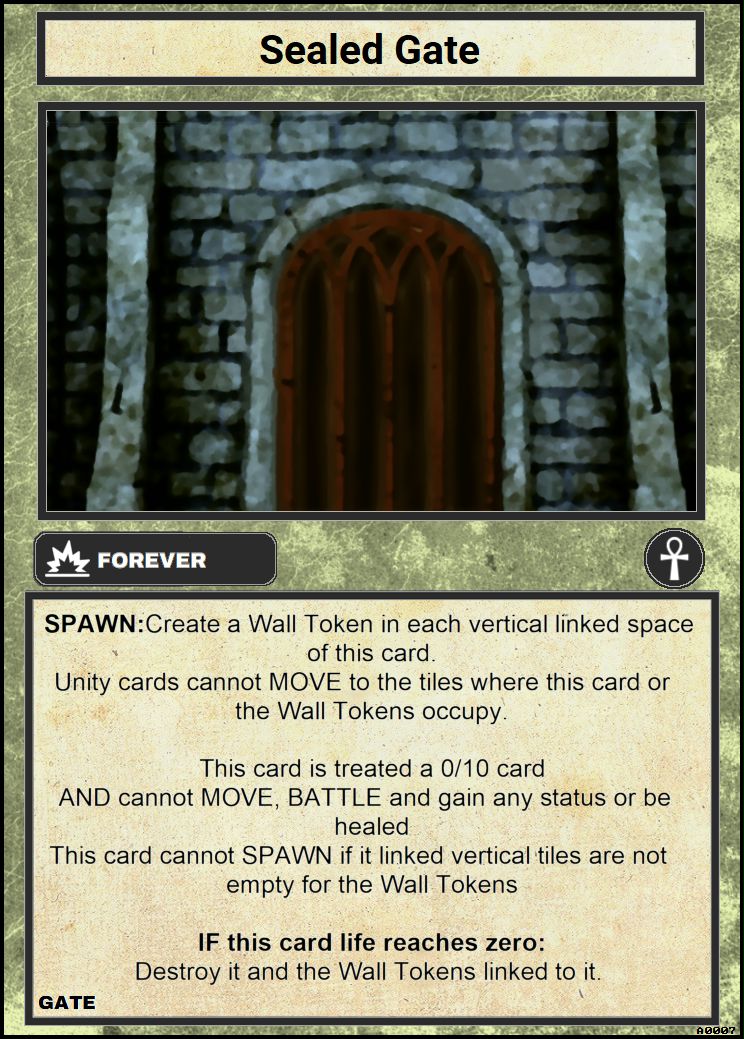 Sealed Gate
FOREVER
SPAWN:Create a Wall Token in each vertical linked space
of this card.
Unity cards cannot MOVE to the tiles where this card or
the Wall Tokens occupy.
This card is treated a 0/10 card
AND cannot MOVE, BATTLE and gain any status or be
healed
This card cannot SPAWN if it linked vertical tiles are not
empty for the Wall Tokens
IF this card life reaches zero:
Destroy it and the Wall Tokens linked to it.
GATE
A0007